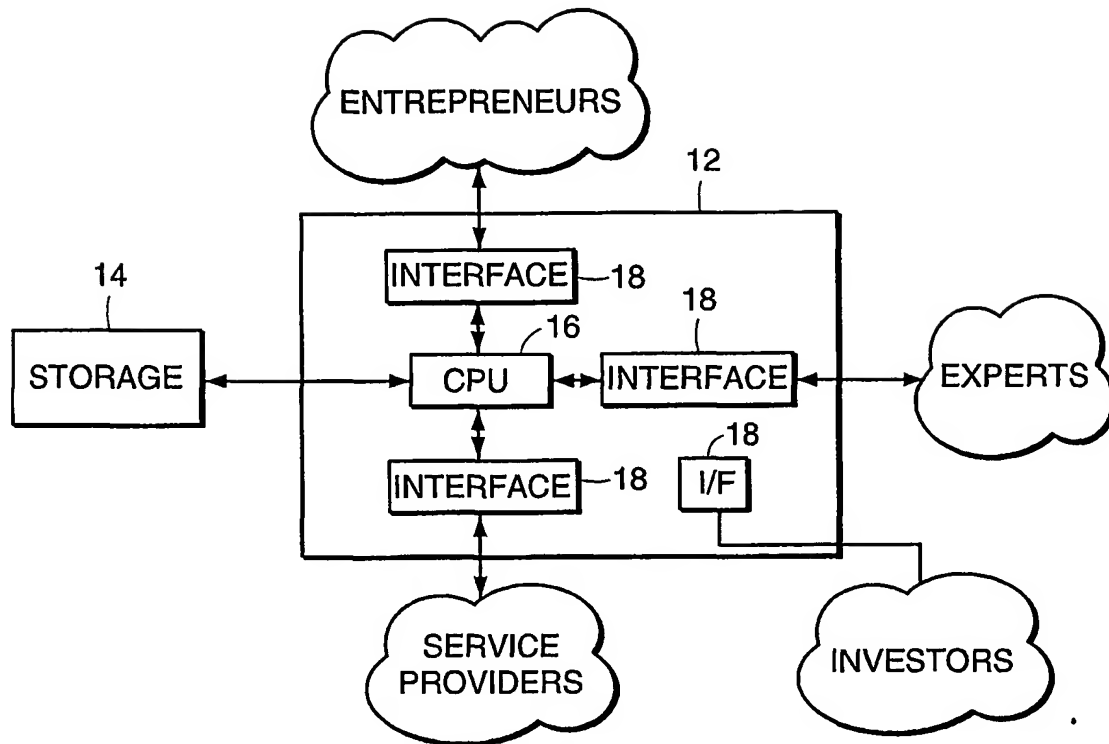 ENTREPRENEURS
12
INTERFACE
18
14
18
16
STORAGE
CPU
INTERFACE
EXPERTS
18
INTERFACE
18
I/F
SERVICE
PROVIDERS
INVESTORS